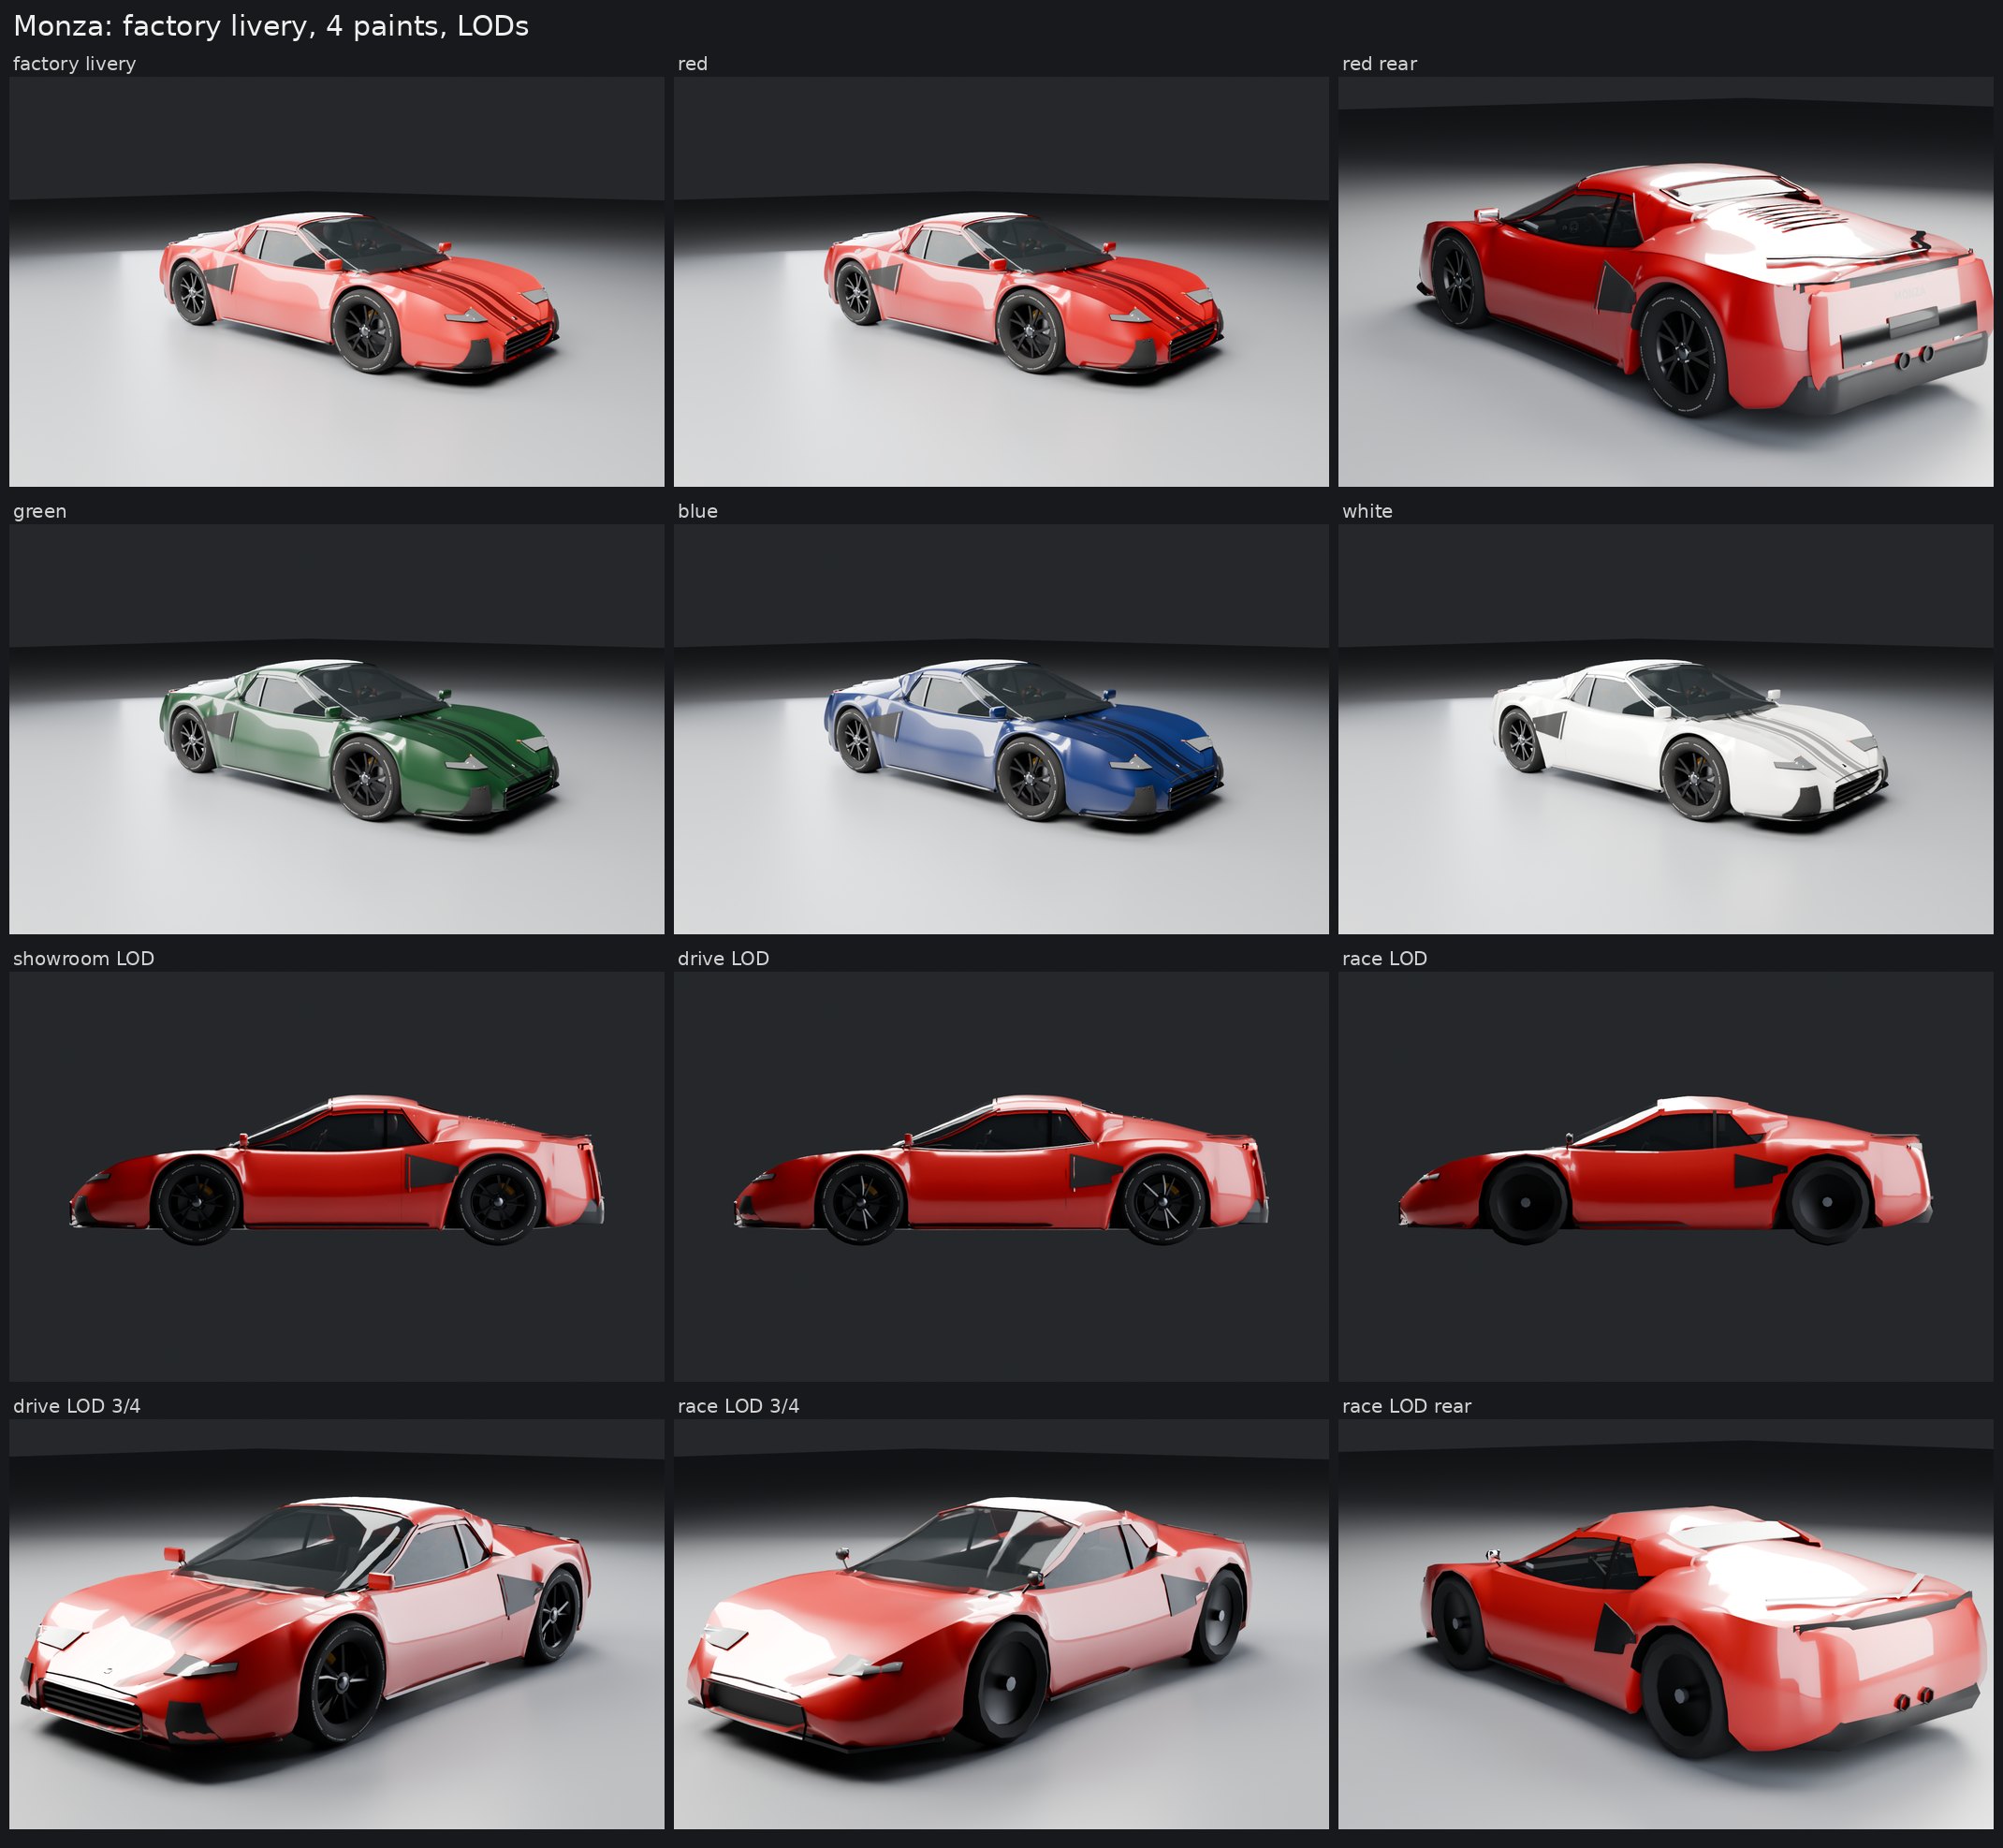 Monza: factory livery, 4 paints, LODs
factory livery
red
red rear
green
blue
white
showroom LOD
drive LOD
race LOD
drive LOD 3/4
race LOD 3/4
race LOD rear